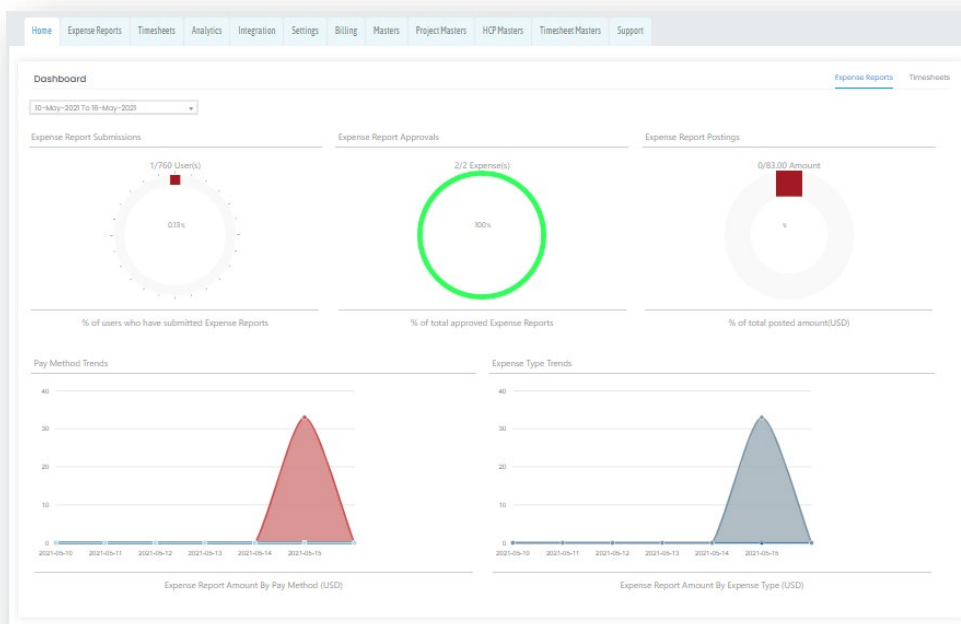 Home Expense Reports Timesheets Analytics Integration Settings Billing Masters Project Masters HCP Masters Timesheet Masters Support
Dashboard Expense Reports Timesheets
10-May-2021 To 16-May-2021
Expense Report Submissions Expense Report Approvals Expense Report Postings
1/760 User(s) 2/2 Expense(s) 0/83.00 Amount
0.13% 100% %
% of users who have submitted Expense Reports % of total approved Expense Reports % of total posted amount(USD)
Pay Method Trends Expense Type Trends
40 40
30 30
20 20
10 10
0 0
2021-05-10 2021-05-11 2021-05-12 2021-05-13 2021-05-14 2021-05-15 2021-05-10 2021-05-11 2021-05-12 2021-05-13 2021-05-14 2021-05-15
Expense Report Amount By Pay Method (USD) Expense Report Amount By Expense Type (USD)